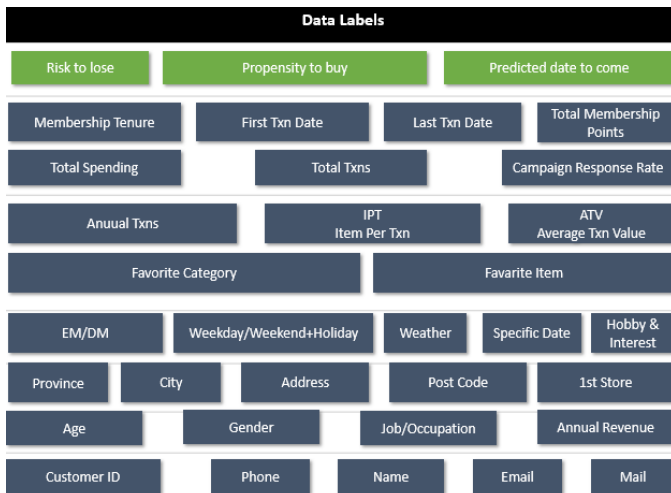 Data Labels
Risk to lose
Propensity to buy
Predicted date to come
Membership Tenure
First Txn Date
Last Txn Date
Total Membership
Points
Total Spending
Total Txns
Campaign Response Rate
Anuual Txns
IPT
Item Per Txn
ATV
Average Txn Value
Favorite Category
Favarite Item
EM/DM
Weekday/Weekend+Holiday
Weather
Specific Date
Hobby &
Interest
Province
City
Address
Post Code
1st Store
Age
Gender
Job/Occupation
Annual Revenue
Customer ID
Phone
Name
Email
Mail